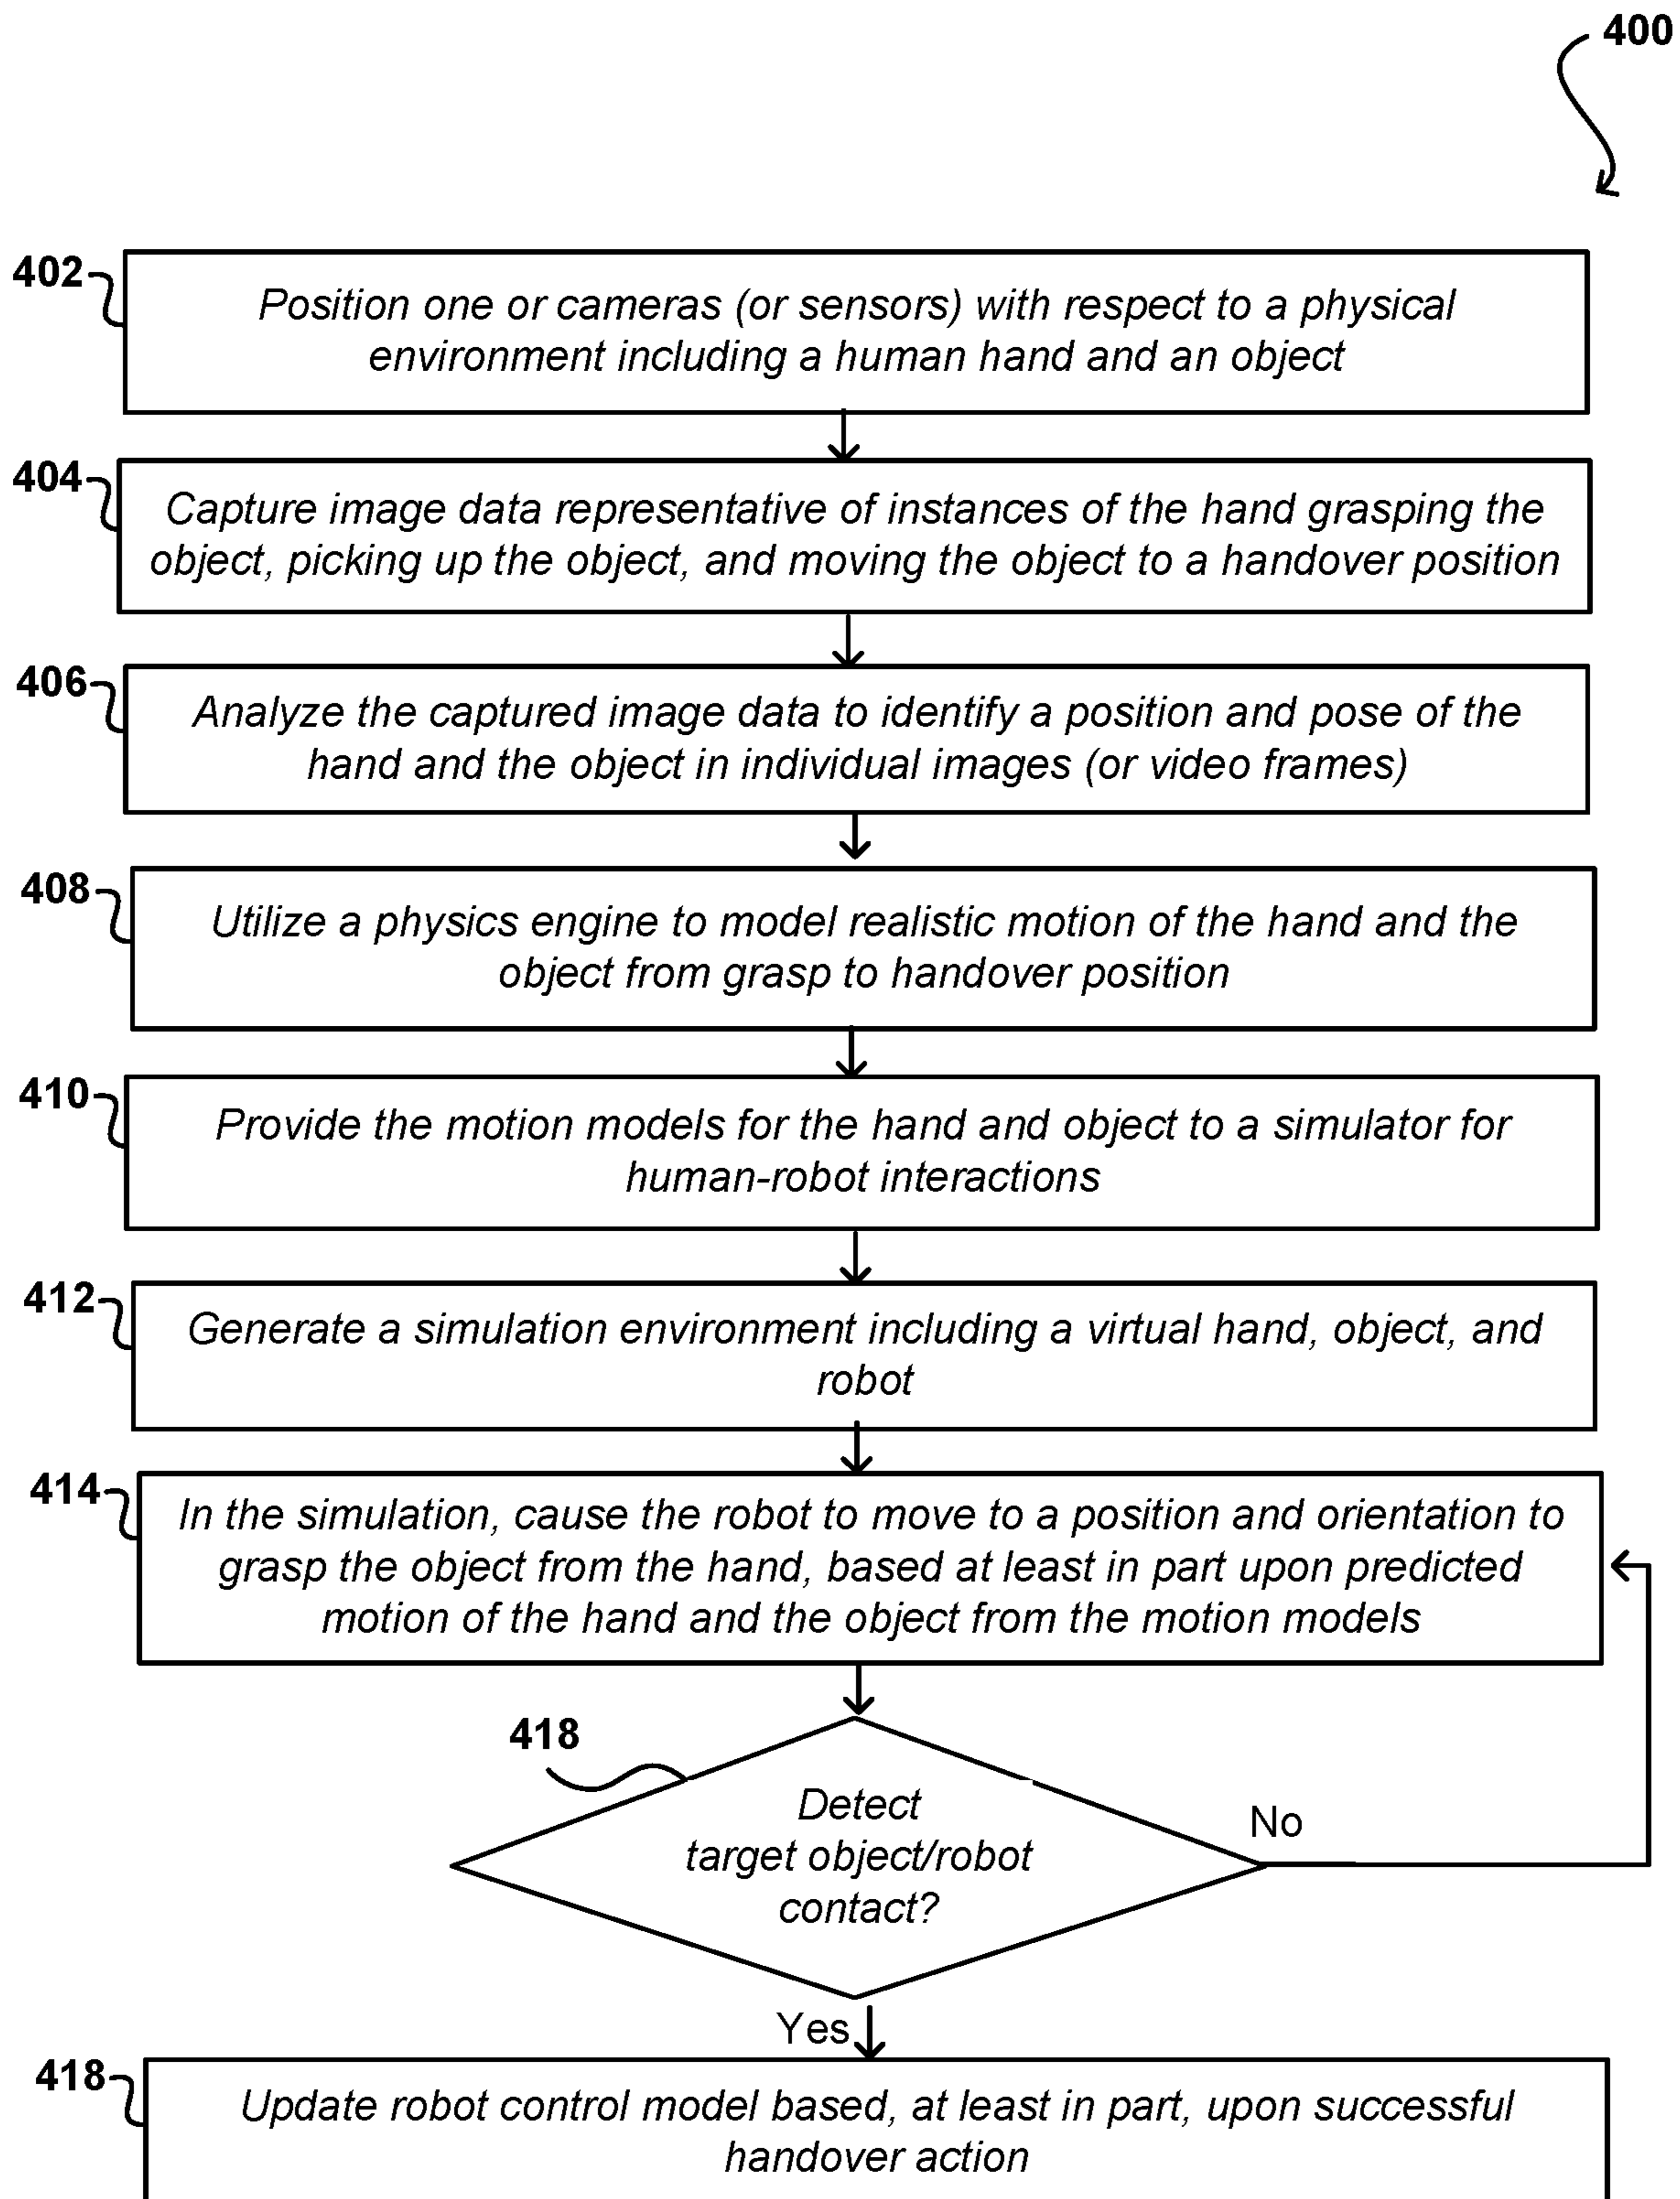 400
402
Position one or cameras (or sensors) with respect to a physical
environment including a human hand and an object
404
Capture image data representative of instances of the hand grasping the
object, picking up the object, and moving the object to a handover position
406
Analyze the captured image data to identify a position and pose of the
hand and the object in individual images (or video frames)
408
Utilize a physics engine to model realistic motion of the hand and the
object from grasp to handover position
410
Provide the motion models for the hand and object to a simulator for
human-robot interactions
412
Generate a simulation environment including a virtual hand, object, and
robot
414
In the simulation, cause the robot to move to a position and orientation to
grasp the object from the hand, based at least in part upon predicted
motion of the hand and the object from the motion models
418
Detect
target object/robot
contact?
No
Yes
418
Update robot control model based, at least in part, upon successful
handover action